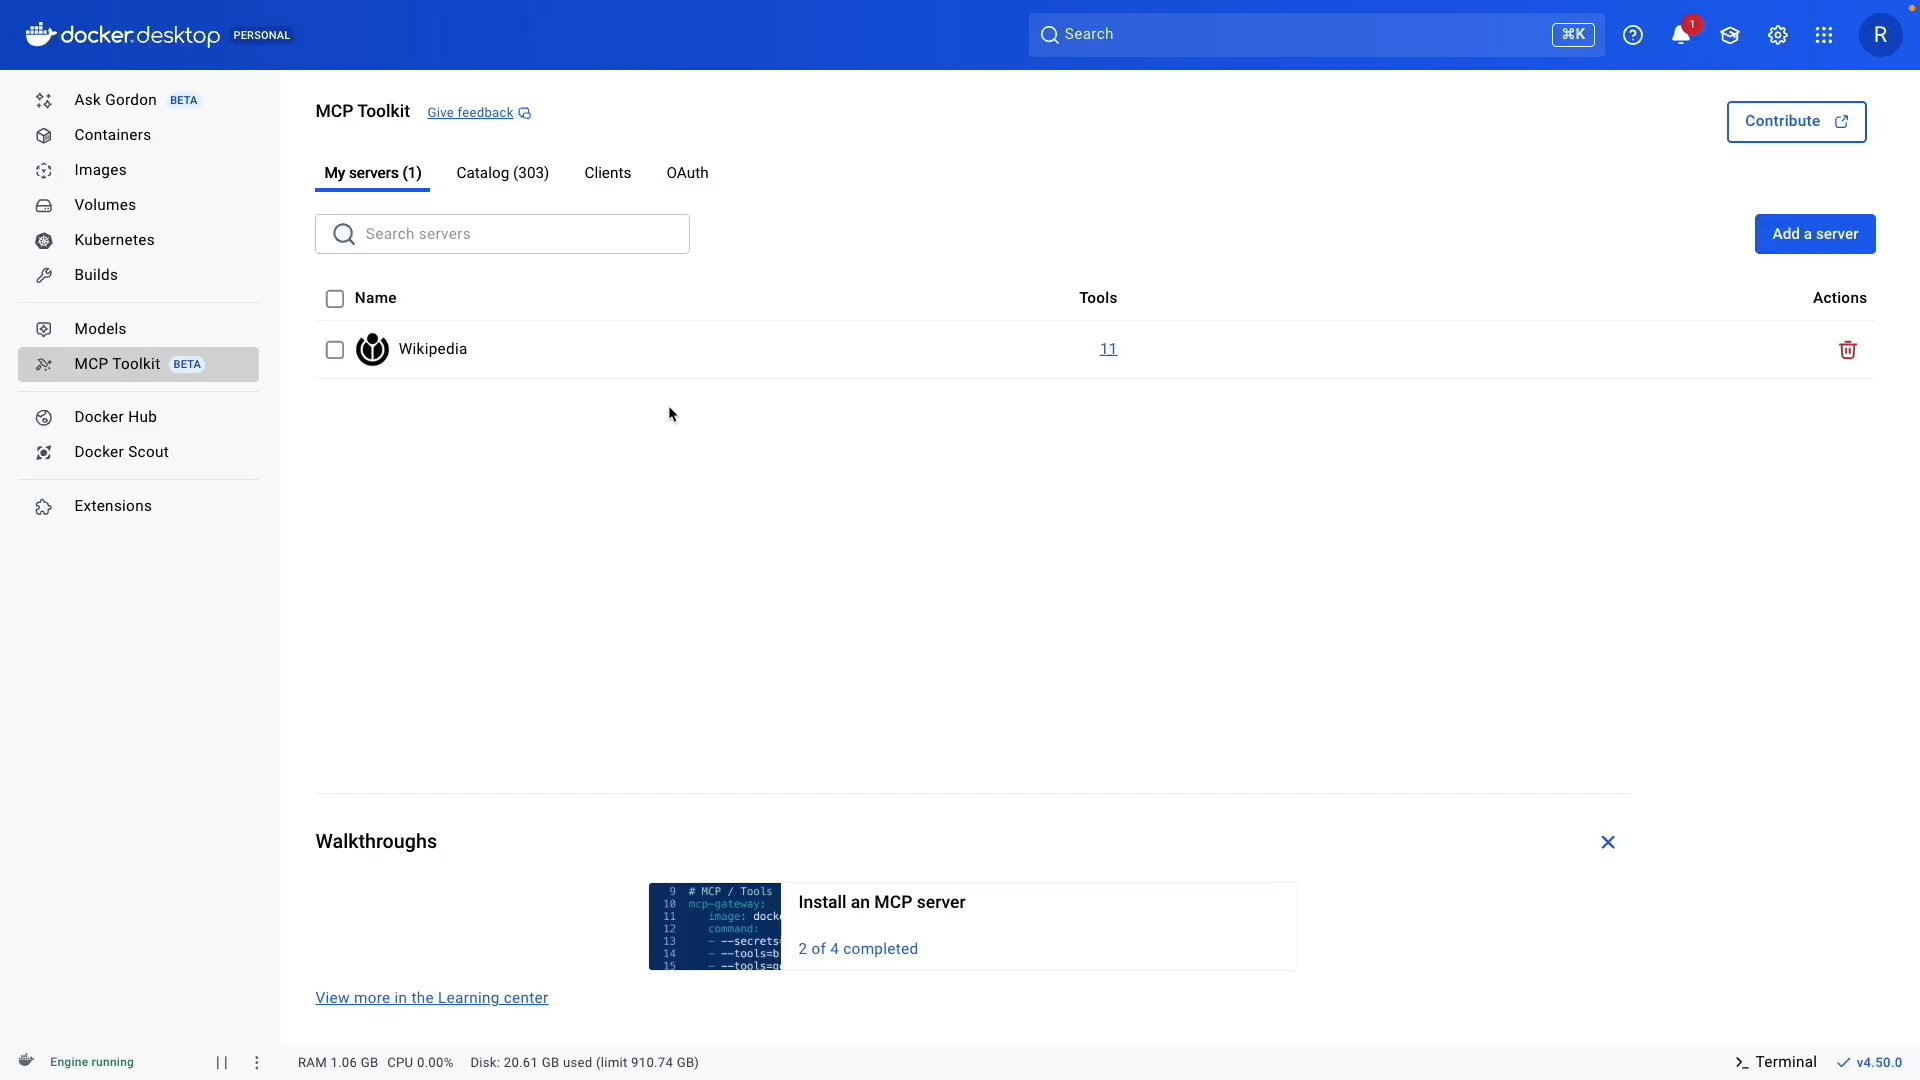 docker desktop PERSONAL
Search
⌘K
1
R
Ask Gordon BETA
Containers
Images
Volumes
Kubernetes
Builds
Models
MCP Toolkit BETA
Docker Hub
Docker Scout
Extensions
MCP Toolkit Give feedback
Contribute
My servers (1) Catalog (303) Clients OAuth
Search servers
Add a server
Name Tools Actions
Wikipedia 11
Walkthroughs
9 # MCP / Tools
10 mcp-gateway:
11 image: docke
12 command:
13 - --secrets=
14 - --tools=b
15 - --tools=ge
Install an MCP server
2 of 4 completed
View more in the Learning center
Engine running
RAM 1.06 GB CPU 0.00% Disk: 20.61 GB used (limit 910.74 GB)
>_ Terminal
v4.50.0